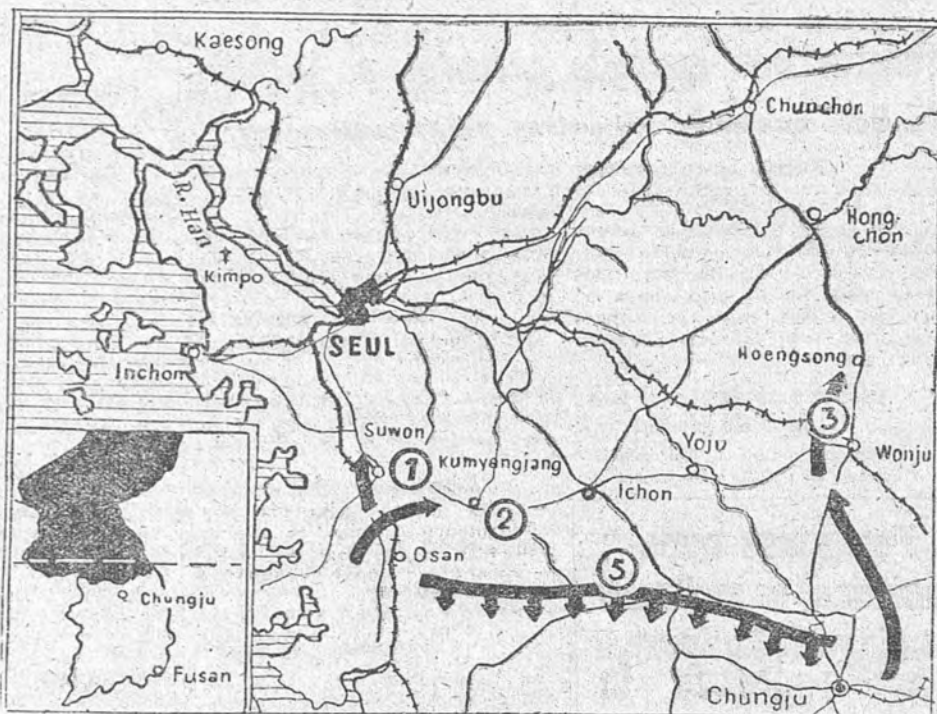 Kaesong
Chunchon
Uijongbu
Hong-
chon
R. Han
Kimpo
SEUL
Inchon
Hoengsong
3
Suwon
1
Kumyangjang
Yoju
Wonju
2
Ichon
Osan
5
Chungju
Fusan
Chungju